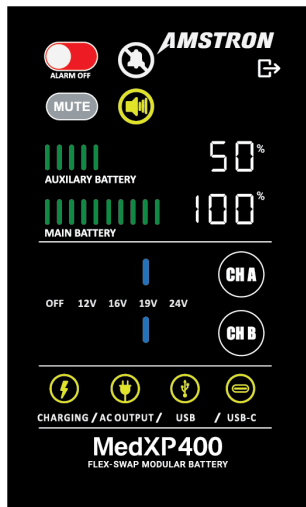 AMSTRON
ALARM OFF
MUTE
50%
AUXILARY BATTERY
100%
MAIN BATTERY
CH A
OFF 12V 16V 19V 24V
CH B
CHARGING / AC OUTPUT / USB / USB-C
MedXP400
FLEX-SWAP MODULAR BATTERY